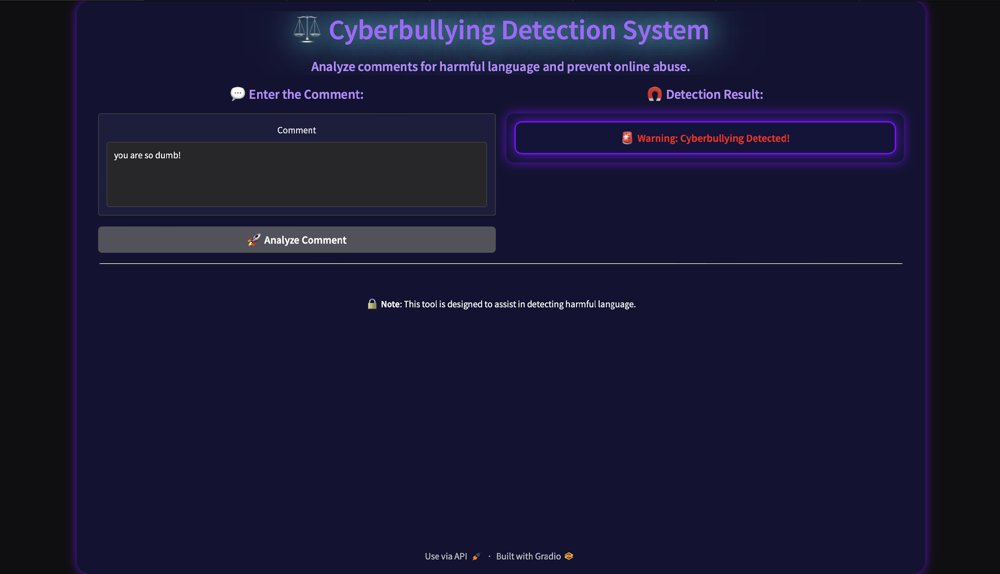 Cyberbullying Detection System
Analyze comments for harmful language and prevent online abuse.
Enter the Comment:
Comment
you are so dumb!
Analyze Comment
Detection Result:
Warning: Cyberbullying Detected!
Note: This tool is designed to assist in detecting harmful language.
Use via API · Built with Gradio